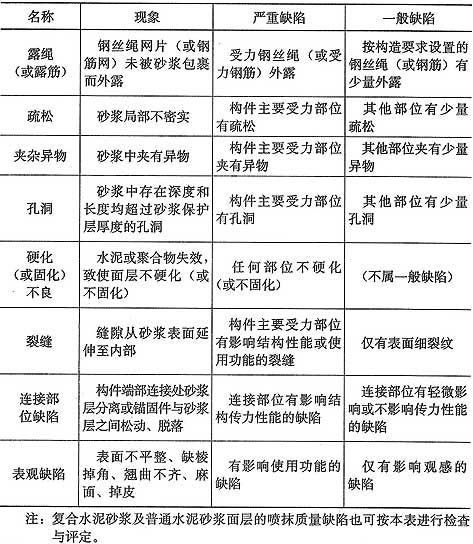 名称 现象 严重缺陷 一般缺陷
露绳
（或露筋）
钢丝绳网片（或钢
筋网）未被砂浆包裹
而外露
受力钢丝绳（或受
力钢筋）外露
按构造要求设置的
钢丝绳（或钢筋）有
少量外露
疏松
砂浆局部不密实
构件主要受力部位
有疏松
其他部位有少量
疏松
夹杂异物
砂浆中夹有异物
构件主要受力部位
夹有异物
其他部位夹有少量
异物
孔洞
砂浆中存在深度和
长度均超过砂浆保护
层厚度的孔洞
构件主要受力部位
有孔洞
其他部位有少量
孔洞
硬化
（或固化）
不良
水泥或聚合物失效，
致使面层不硬化（或
不固化）
任何部位不硬化
（或不固化）
（不属一般缺陷）
裂缝
缝隙从砂浆表面延
伸至内部
构件主要受力部位
有影响结构性能或使
用功能的裂缝
仅有表面细裂纹
连接部
位缺陷
构件端部连接处砂浆
层分离或锚固件与砂浆
层之间松动、脱落
连接部位有影响结
构传力性能的缺陷
连接部位有轻微影
响或不影响传力性能
的缺陷
表观缺陷
表面不平整、缺棱
掉角、翘曲不齐、麻
面、掉皮
有影响使用功能的
缺陷
仅有影响观感的
缺陷
注：复合水泥砂浆及普通水泥砂浆面层的喷抹质量缺陷也可按本表进行检查
与评定。